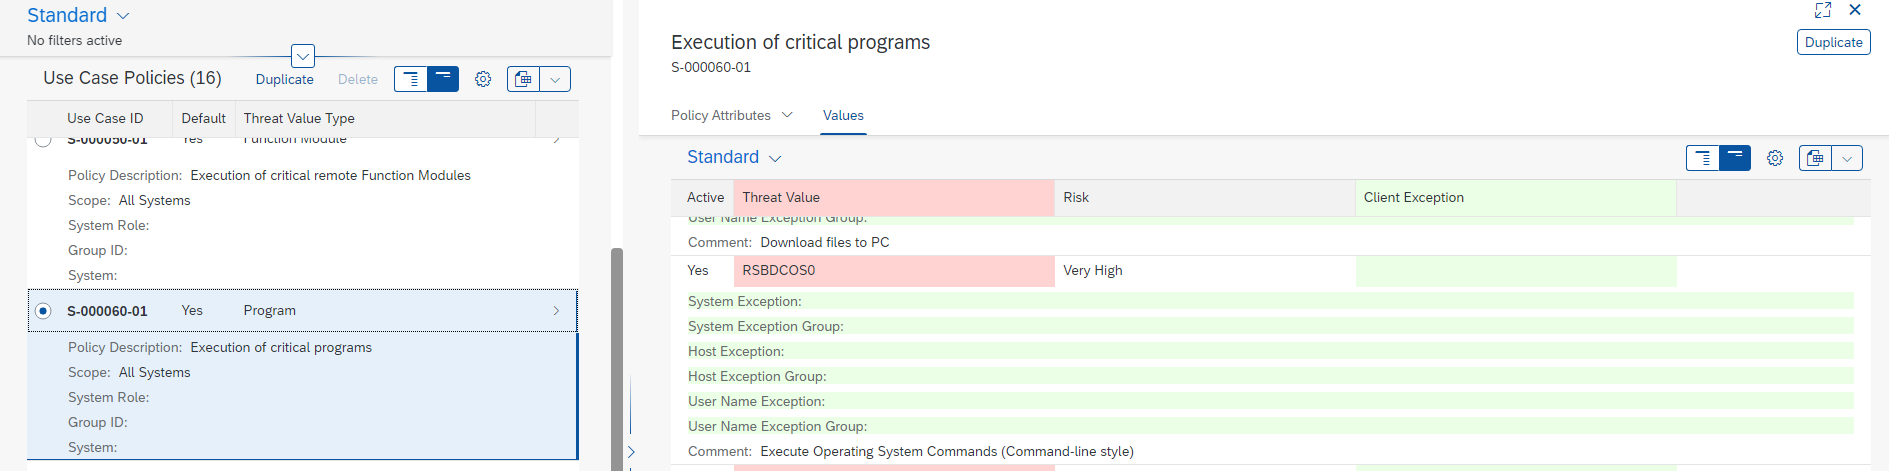 Standard
No filters active
Use Case Policies (16) Duplicate Delete
Use Case ID Default Threat Value Type
S-000050-01 Yes Function Module
Policy Description: Execution of critical remote Function Modules
Scope: All Systems
System Role:
Group ID:
System:
S-000060-01 Yes Program
Policy Description: Execution of critical programs
Scope: All Systems
System Role:
Group ID:
System:
Execution of critical programs
S-000060-01
Duplicate
Policy Attributes Values
Standard
Active Threat Value Risk Client Exception
User Name Exception Group:
Comment: Download files to PC
Yes RSBDCOS0 Very High
System Exception:
System Exception Group:
Host Exception:
Host Exception Group:
User Name Exception:
User Name Exception Group:
Comment: Execute Operating System Commands (Command-line style)